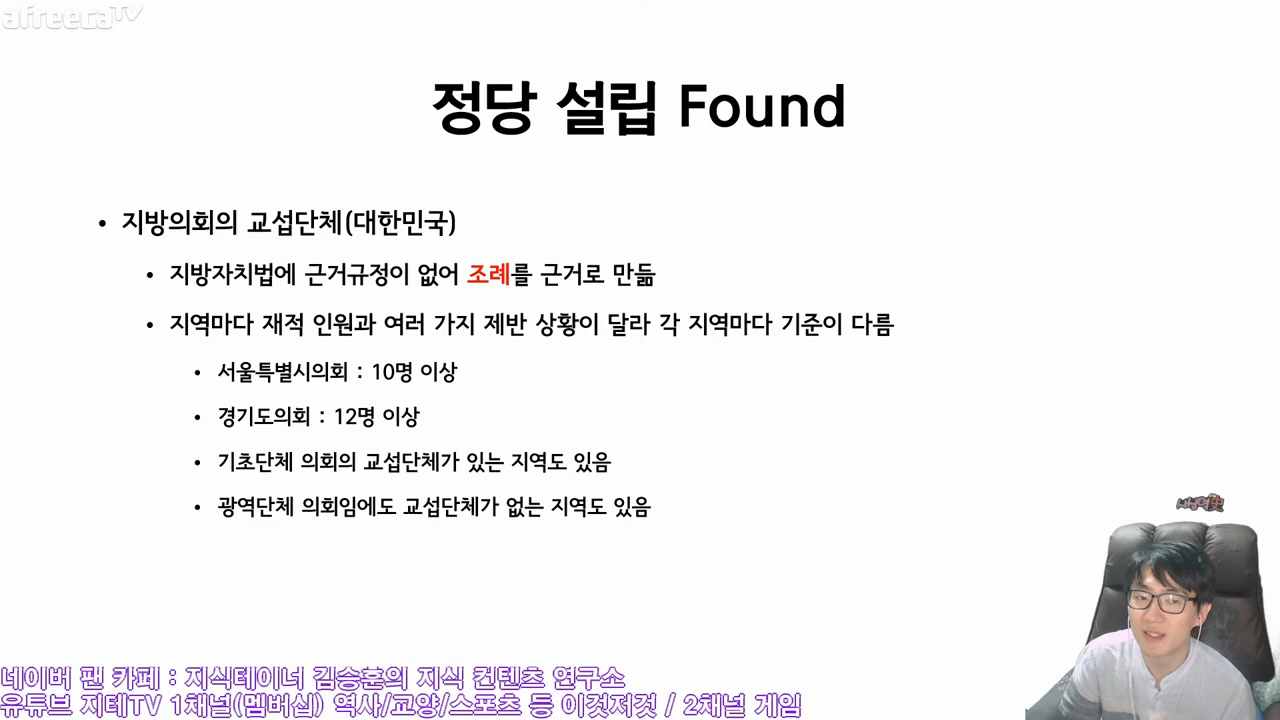 afreecaTV
정당 설립 Found
• 지방의회의 교섭단체(대한민국)
• 지방자치법에 근거규정이 없어 조례를 근거로 만듦
• 지역마다 재적 인원과 여러 가지 제반 상황이 달라 각 지역마다 기준이 다름
• 서울특별시의회 : 10명 이상
• 경기도의회 : 12명 이상
• 기초단체 의회의 교섭단체가 있는 지역도 있음
• 광역단체 의회임에도 교섭단체가 없는 지역도 있음
네이버 팬 카페 : 지식테이너 김승훈의 지식 컨텐츠 연구소
유튜브 지테TV 1채널(멤버십) 역사/교양/스포츠 등 이것저것 / 2채널 게임